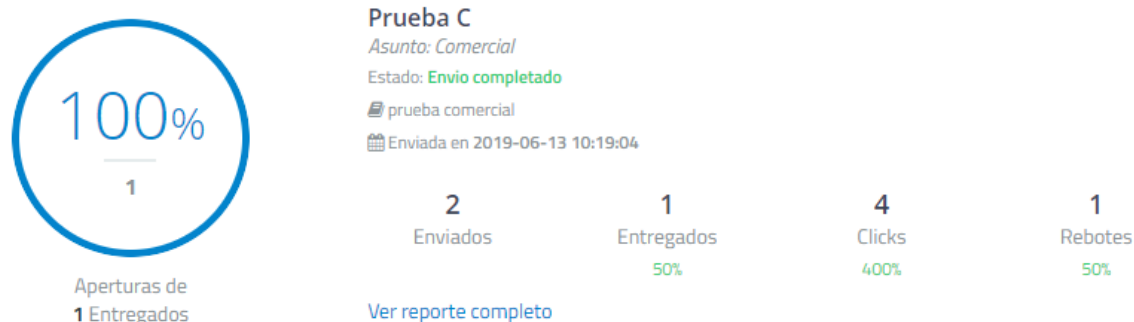 100%
1
Aperturas de
1 Entregados
Prueba C
Asunto: Comercial
Estado: Envio completado
prueba comercial
Enviada en 2019-06-13 10:19:04
2 1 4 1
Enviados Entregados Clicks Rebotes
50% 400% 50%
Ver reporte completo